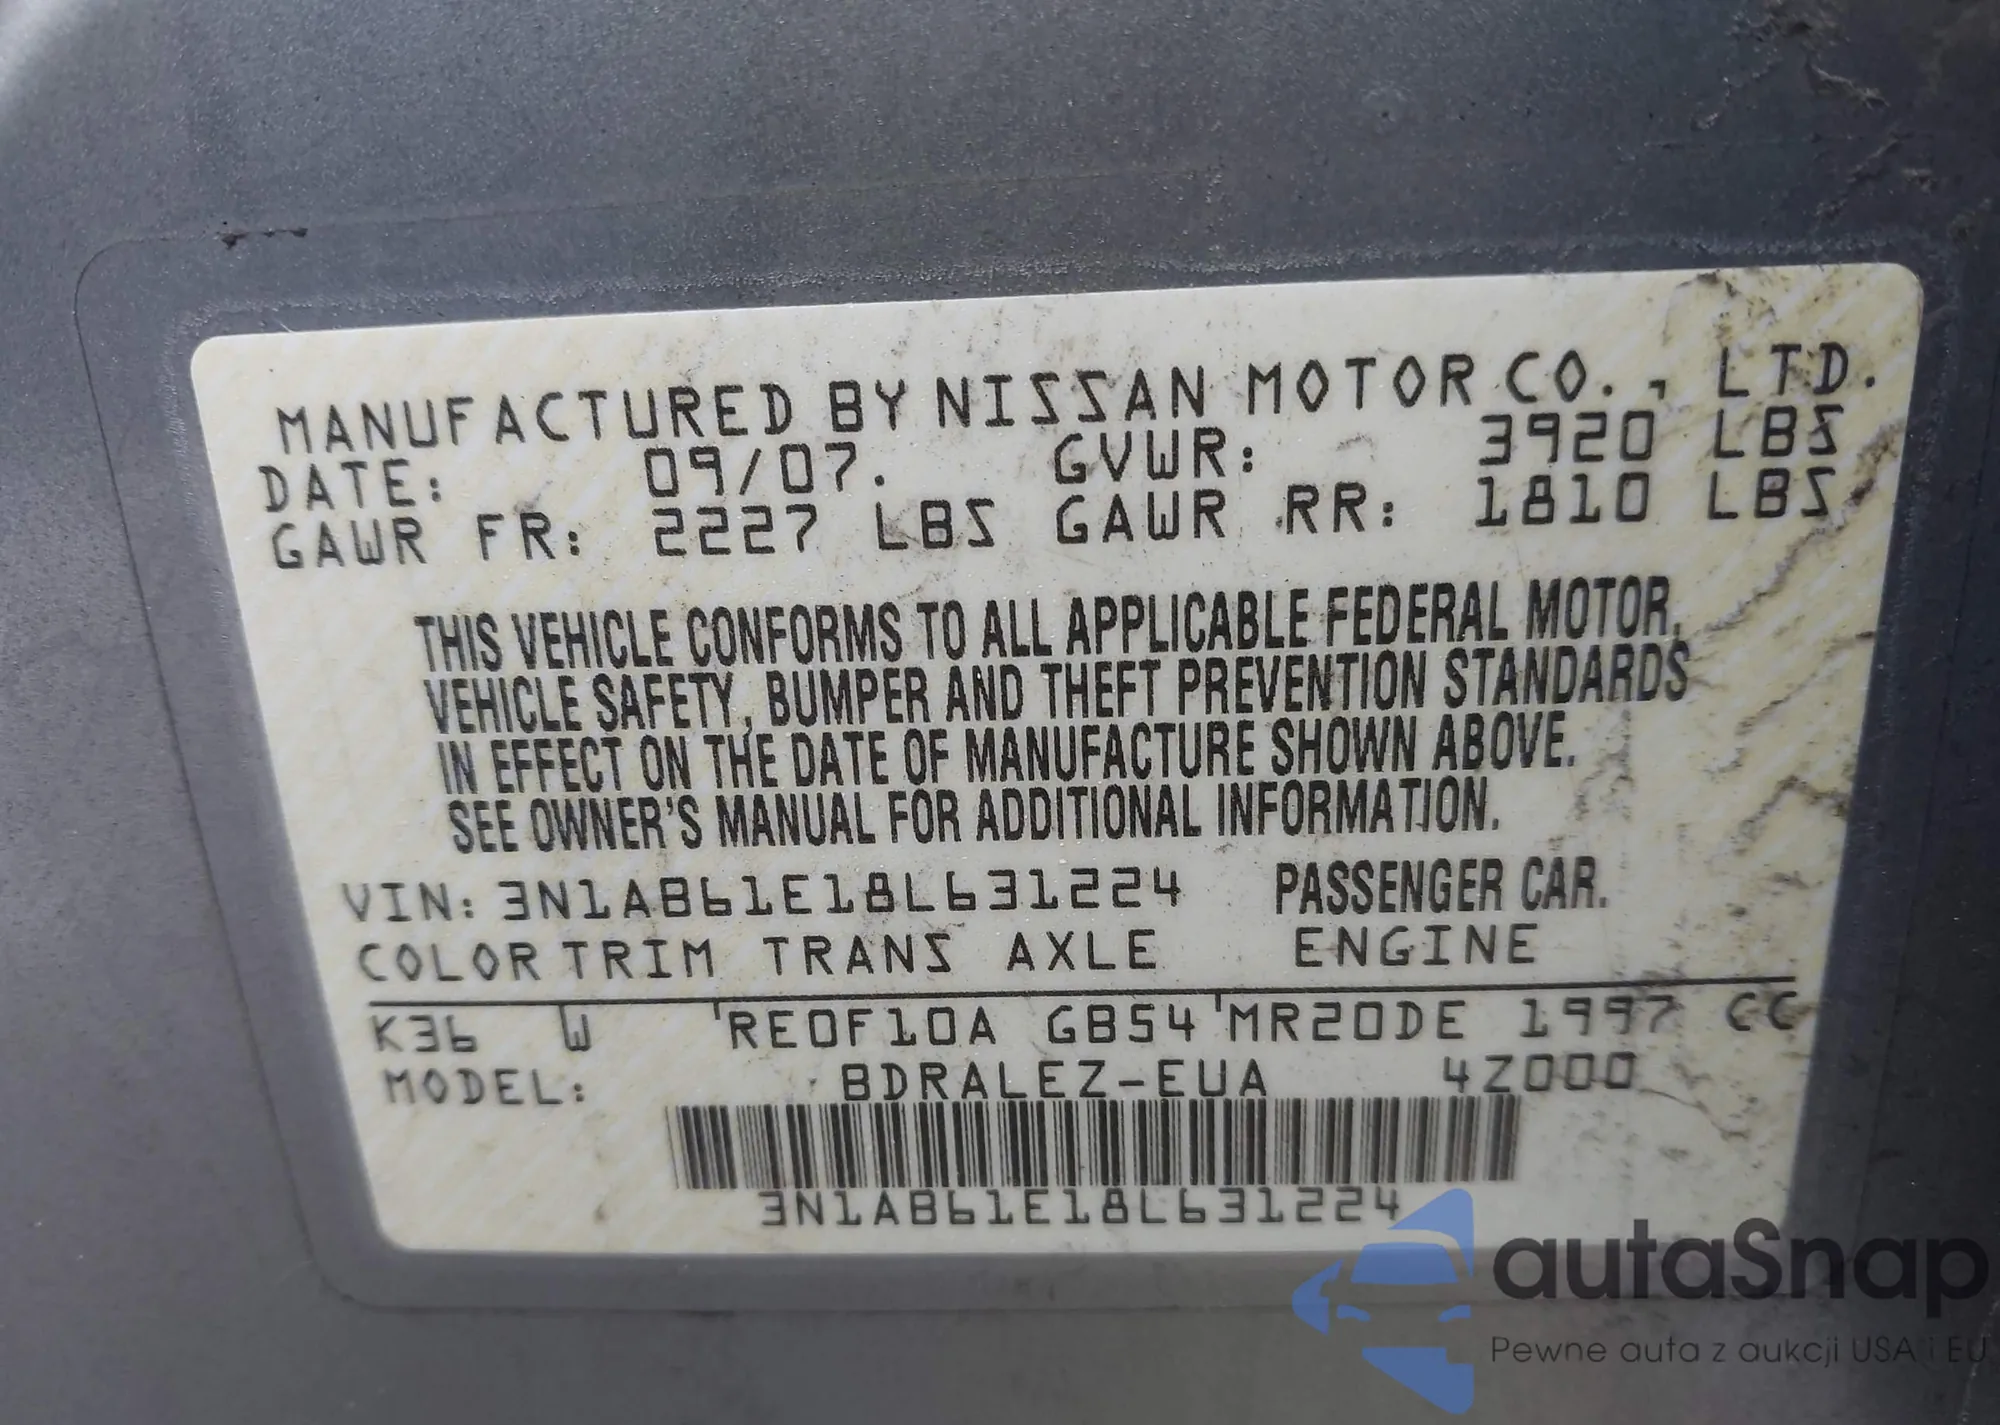 MANUFACTURED BY NISSAN MOTOR CO., LTD.
DATE: 09/07. GVWR: 3920 LBS
GAWR FR: 2227 LBS GAWR RR: 1810 LBS
THIS VEHICLE CONFORMS TO ALL APPLICABLE FEDERAL MOTOR
VEHICLE SAFETY, BUMPER AND THEFT PREVENTION STANDARDS
IN EFFECT ON THE DATE OF MANUFACTURE SHOWN ABOVE.
SEE OWNER'S MANUAL FOR ADDITIONAL INFORMATION.
VIN: 3N1AB61E18L631224 PASSENGER CAR.
COLOR TRIM TRANS AXLE ENGINE
K36 W RE0F10A GB54 MR20DE 1997 CC
MODEL: BDRALEZ-EUA 4Z000
3N1AB61E18L631224
autaSnap
Pewne auta z aukcji USA i EU